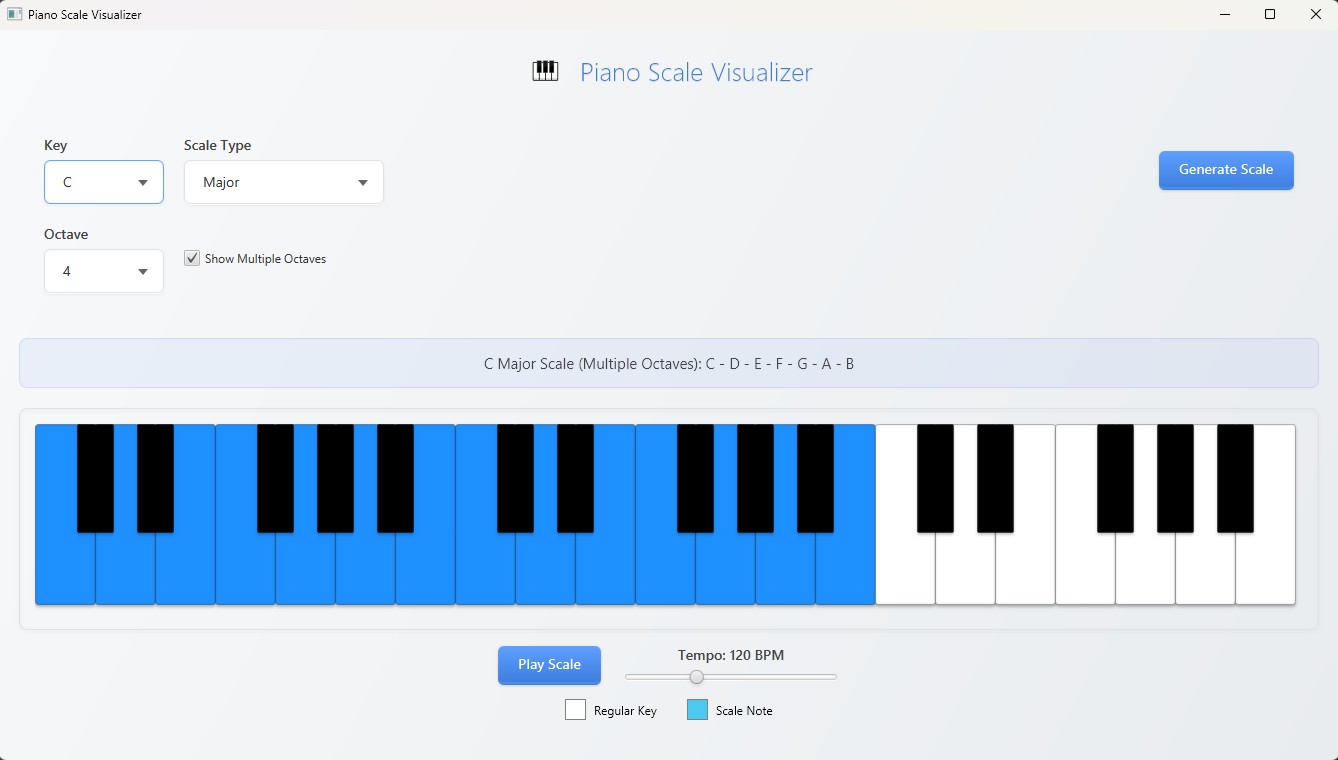 Piano Scale Visualizer
Piano Scale Visualizer
Key
Scale Type
C
Major
Generate Scale
Octave
4
Show Multiple Octaves
C Major Scale (Multiple Octaves): C - D - E - F - G - A - B
Play Scale
Tempo: 120 BPM
Regular Key
Scale Note